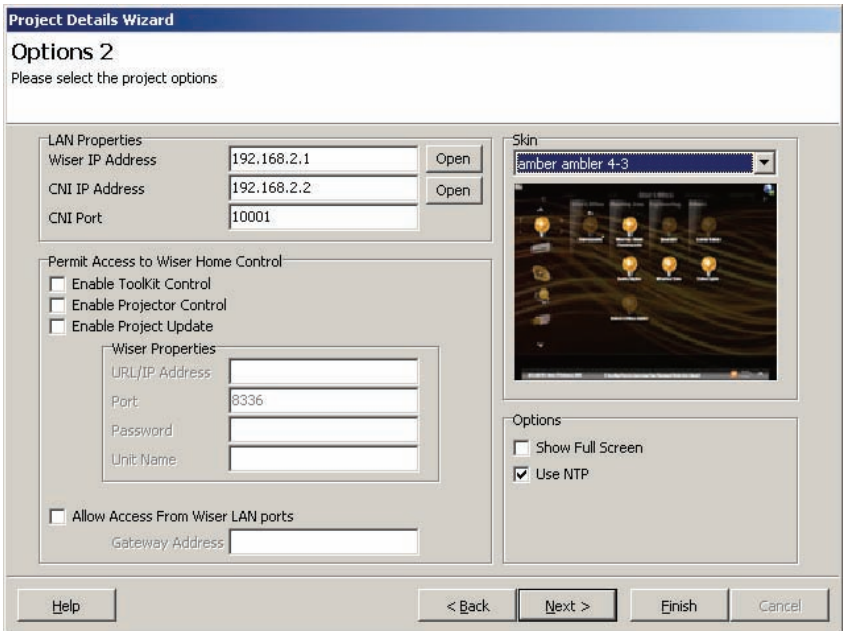 Project Details Wizard
Options 2
Please select the project options
LAN Properties
Wiser IP Address 192.168.2.1 Open
CNI IP Address 192.168.2.2 Open
CNI Port 10001
Permit Access to Wiser Home Control
Enable ToolKit Control
Enable Projector Control
Enable Project Update
Wiser Properties
URL/IP Address
Port 8336
Password
Unit Name
Allow Access From Wiser LAN ports
Gateway Address
Skin
amber ambler 4-3
Options
Show Full Screen
Use NTP
Help < Back Next > Finish Cancel